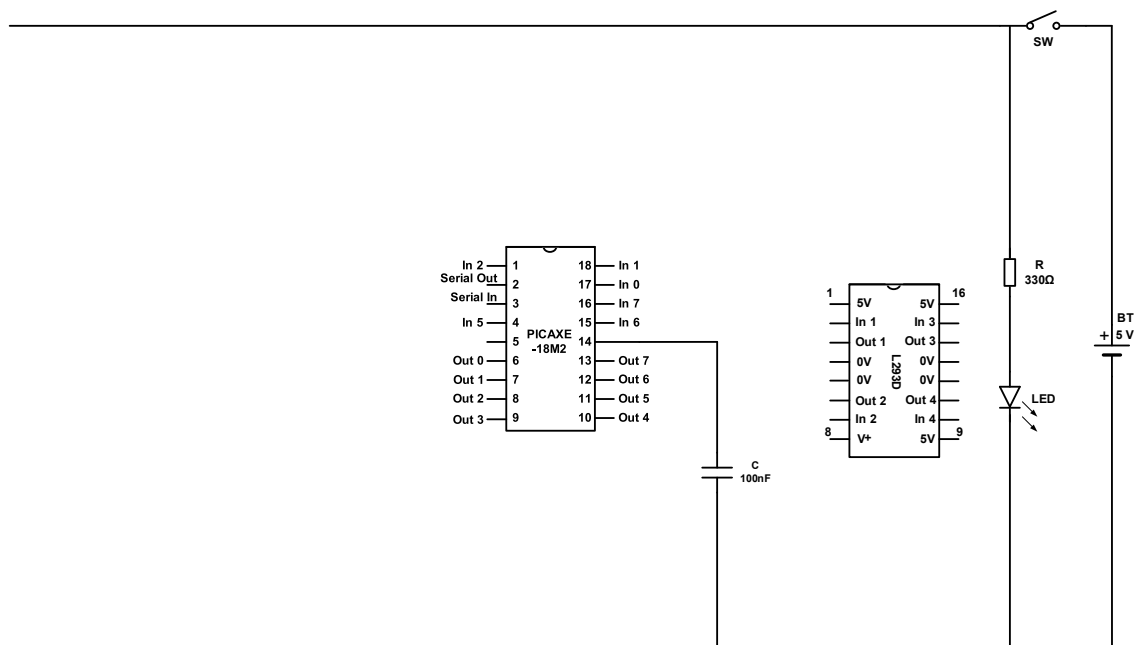 SW
In 2 1 18 In 1
Serial Out 2 17 In 0
Serial In 3 16 In 7
In 5 4 15 In 6
PICAXE
-18M2
5 14
Out 0 6 13 Out 7
Out 1 7 12 Out 6
Out 2 8 11 Out 5
Out 3 9 10 Out 4
C
100nF
1 16
5V 5V
In 1 In 3
Out 1 Out 3
0V 0V
L293D
0V 0V
Out 2 Out 4
In 2 In 4
8 V+ 5V 9
R
330Ω
LED
BT
+ 5 V